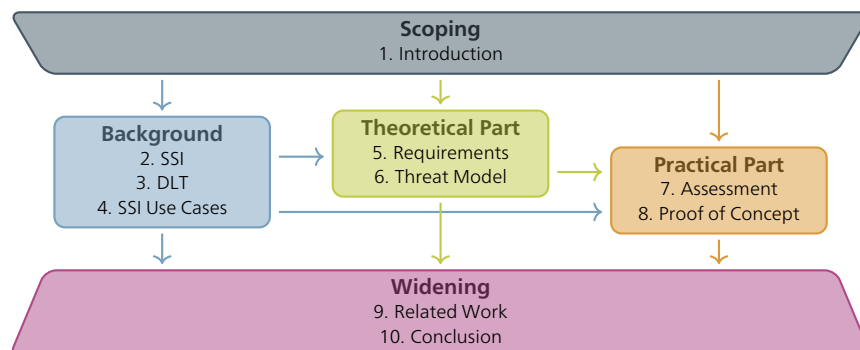 Scoping
1. Introduction
Background
2. SSI
3. DLT
4. SSI Use Cases
Theoretical Part
5. Requirements
6. Threat Model
Practical Part
7. Assessment
8. Proof of Concept
Widening
9. Related Work
10. Conclusion